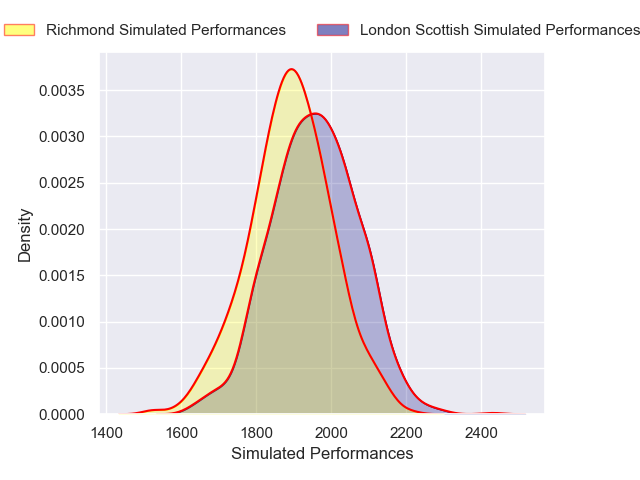 Richmond Simulated Performances London Scottish Simulated Performances
0.0035
0.0030
0.0025
0.0020
0.0015
0.0010
0.0005
0.0000
Density
1400 1600 1800 2000 2200 2400
Simulated Performances